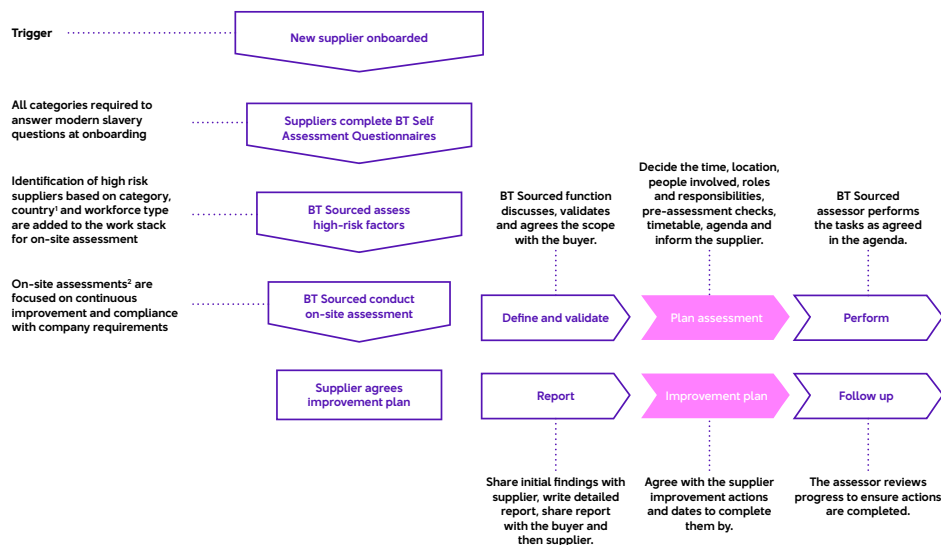 Trigger
New supplier onboarded
All categories required to
answer modern slavery
questions at onboarding
Suppliers complete BT Self
Assessment Questionnaires
Identification of high risk
suppliers based on category,
country¹ and workforce type
are added to the work stack
for on-site assessment
BT Sourced assess
high-risk factors
On-site assessments² are
focused on continuous
improvement and compliance
with company requirements
BT Sourced conduct
on-site assessment
Supplier agrees
improvement plan
BT Sourced function
discusses, validates
and agrees the scope
with the buyer.
Define and validate
Decide the time, location,
people involved, roles
and responsibilities,
pre-assessment checks,
timetable, agenda and
inform the supplier.
Plan assessment
BT Sourced
assessor performs
the tasks as agreed
in the agenda.
Perform
Report
Share initial findings with
supplier, write detailed
report, share report
with the buyer and
then supplier.
Improvement plan
Agree with the supplier
improvement actions
and dates to complete
them by.
Follow up
The assessor reviews
progress to ensure actions
are completed.